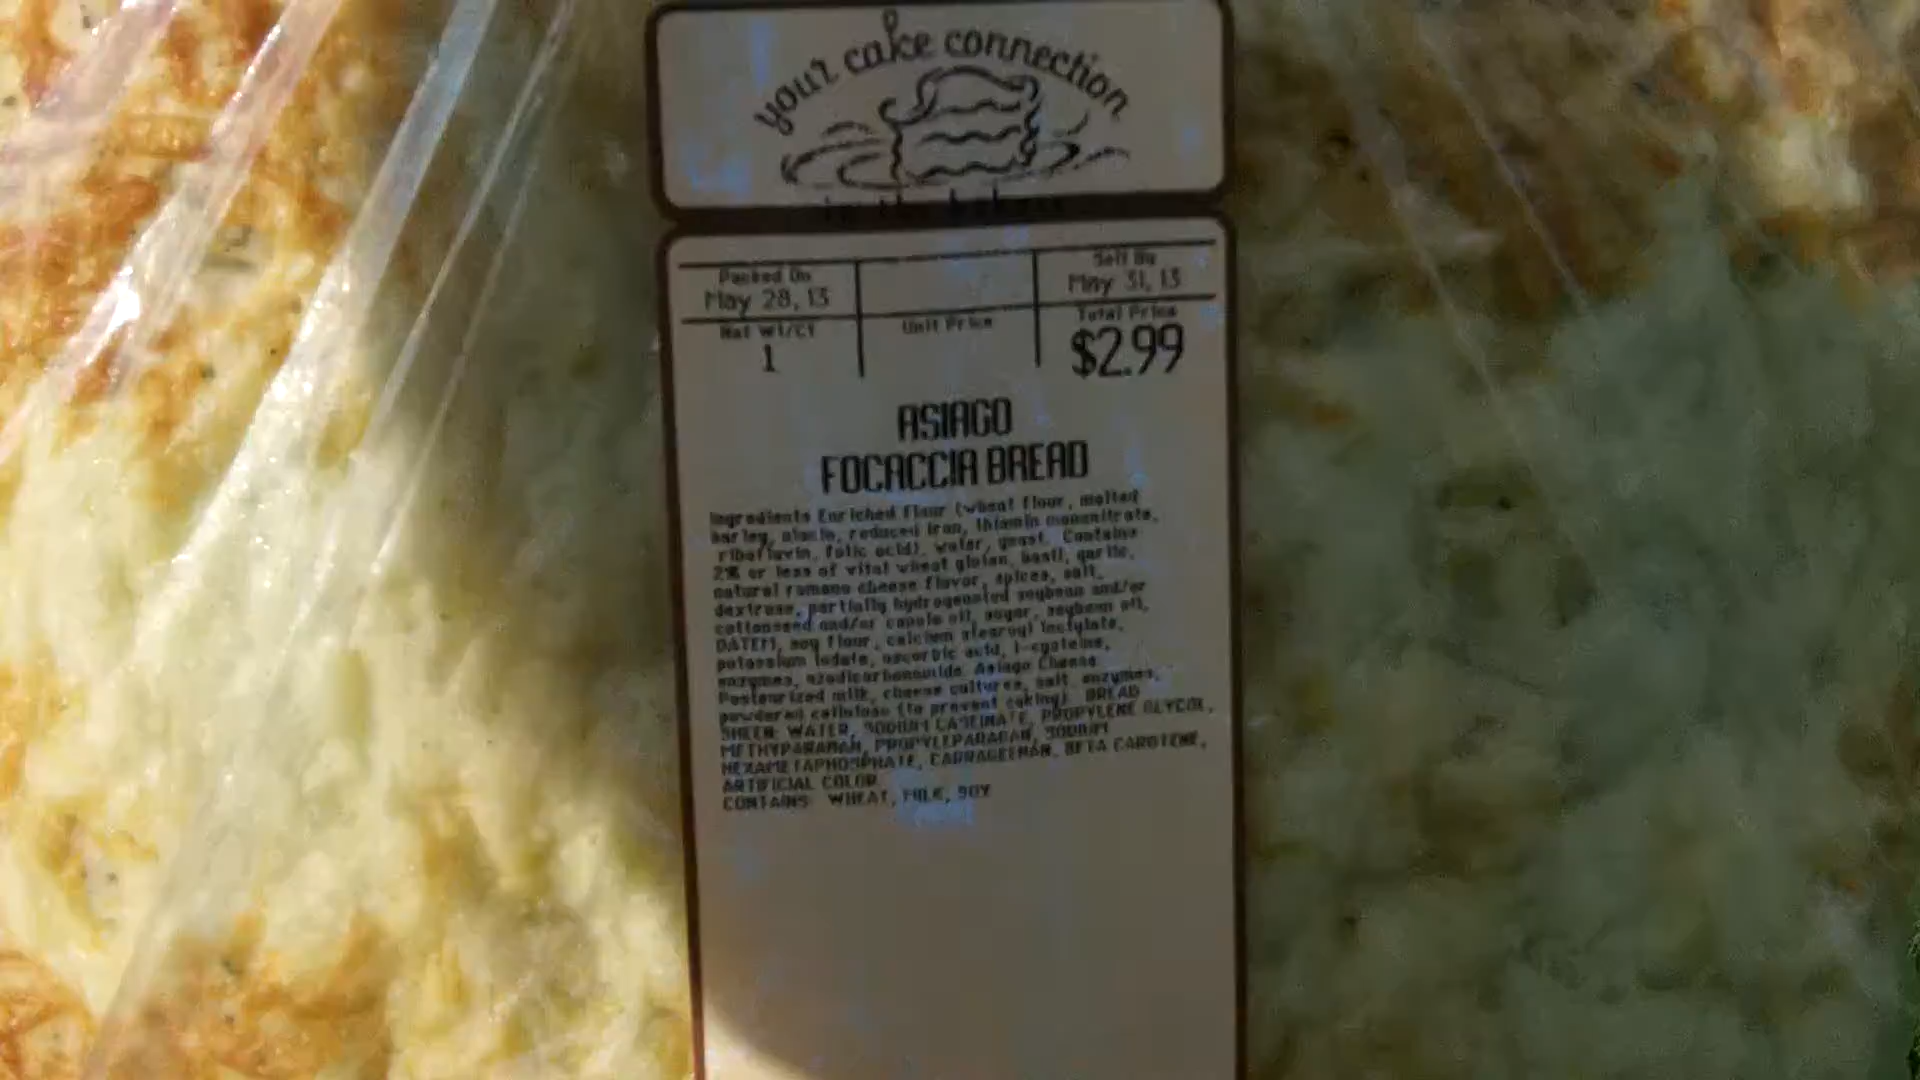 your cake connection
in the bakery
Packed On
May 28, 13
Sell By
May 31, 13
Net Wt/Ct
1
Unit Price
Total Price
$2.99
ASIAGO
FOCACCIA BREAD
Ingredients Enriched Flour (wheat flour, malted
barley, niacin, reduced iron, thiamin mononitrate,
riboflavin, folic acid), water, yeast. Contains
2% or less of vital wheat gluten, basil, garlic,
natural romano cheese flavor, spices, salt,
dextrose, partially hydrogenated soybean and/or
cottonseed and/or canola oil, sugar, soybean oil,
DATEM, soy flour, calcium stearoyl lactylate,
potassium iodate, ascorbic acid, l-cysteine,
enzymes, azodicarbonamide. Asiago Cheese
Pasteurized milk, cheese cultures, salt, enzymes,
powdered cellulose (to prevent caking). BREAD
SHEEN: WATER, SODIUM CASEINATE, PROPYLENE GLYCOL,
SODIUM
HEXAMETAPHOSPHATE, BETA CAROTENE,
ARTIFICIAL COLOR
CONTAINS: WHEAT, MILK, SOY